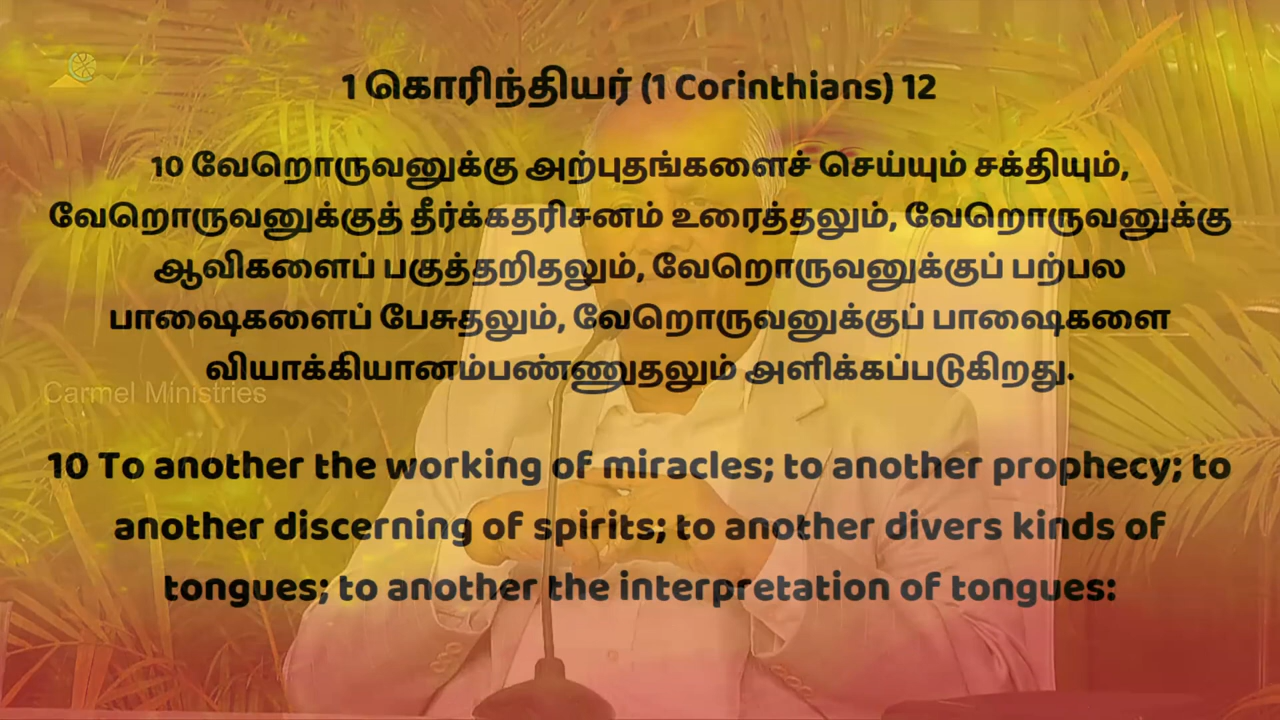 1 கொரிந்தியர் (1 Corinthians) 12
10 வேறொருவனுக்கு அற்புதங்களைச் செய்யும் சக்தியும்,
வேறொருவனுக்குத் தீர்க்கதரிசனம் உரைத்தலும், வேறொருவனுக்கு
ஆவிகளைப் பகுத்தறிதலும், வேறொருவனுக்குப் பற்பல
பாஷைகளைப் பேசுதலும், வேறொருவனுக்குப் பாஷைகளை
வியாக்கியானம்பண்ணுதலும் அளிக்கப்படுகிறது.
Carmel Ministries
10 To another the working of miracles; to another prophecy; to
another discerning of spirits; to another divers kinds of
tongues; to another the interpretation of tongues: